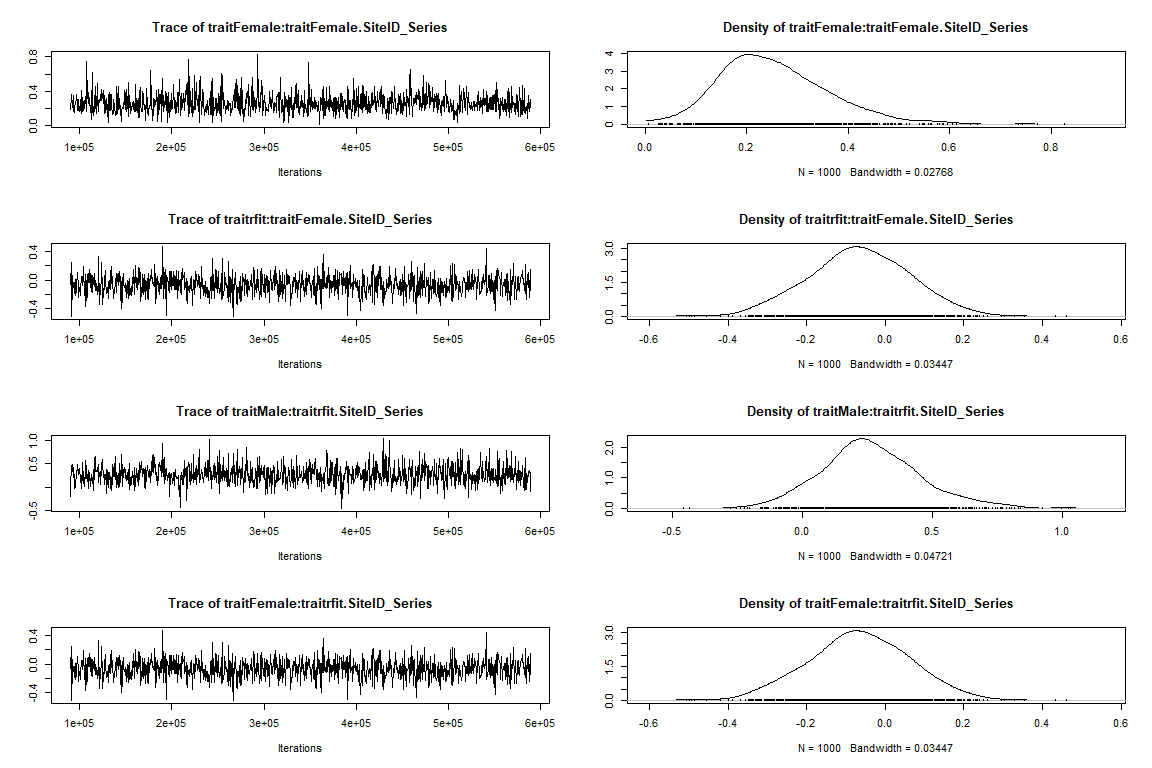 Trace of traitFemale:traitFemale.SiteID_Series
0.0 0.4 0.8
1e+05 2e+05 3e+05 4e+05 5e+05 6e+05
Iterations
Density of traitFemale:traitFemale.SiteID_Series
0 1 2 3 4
0.0 0.2 0.4 0.6 0.8
N = 1000 Bandwidth = 0.02768
Trace of traitrfit:traitFemale.SiteID_Series
-0.4 0.0 0.4
1e+05 2e+05 3e+05 4e+05 5e+05 6e+05
Iterations
Density of traitrfit:traitFemale.SiteID_Series
0.0 1.5 3.0
-0.6 -0.4 -0.2 0.0 0.2 0.4 0.6
N = 1000 Bandwidth = 0.03447
Trace of traitMale:traitrfit.SiteID_Series
-0.5 0.5 1.0
1e+05 2e+05 3e+05 4e+05 5e+05 6e+05
Iterations
Density of traitMale:traitrfit.SiteID_Series
0.0 1.0 2.0
-0.5 0.0 0.5 1.0
N = 1000 Bandwidth = 0.04721
Trace of traitFemale:traitrfit.SiteID_Series
-0.4 0.0 0.4
1e+05 2e+05 3e+05 4e+05 5e+05 6e+05
Iterations
Density of traitFemale:traitrfit.SiteID_Series
0.0 1.5 3.0
-0.6 -0.4 -0.2 0.0 0.2 0.4 0.6
N = 1000 Bandwidth = 0.03447